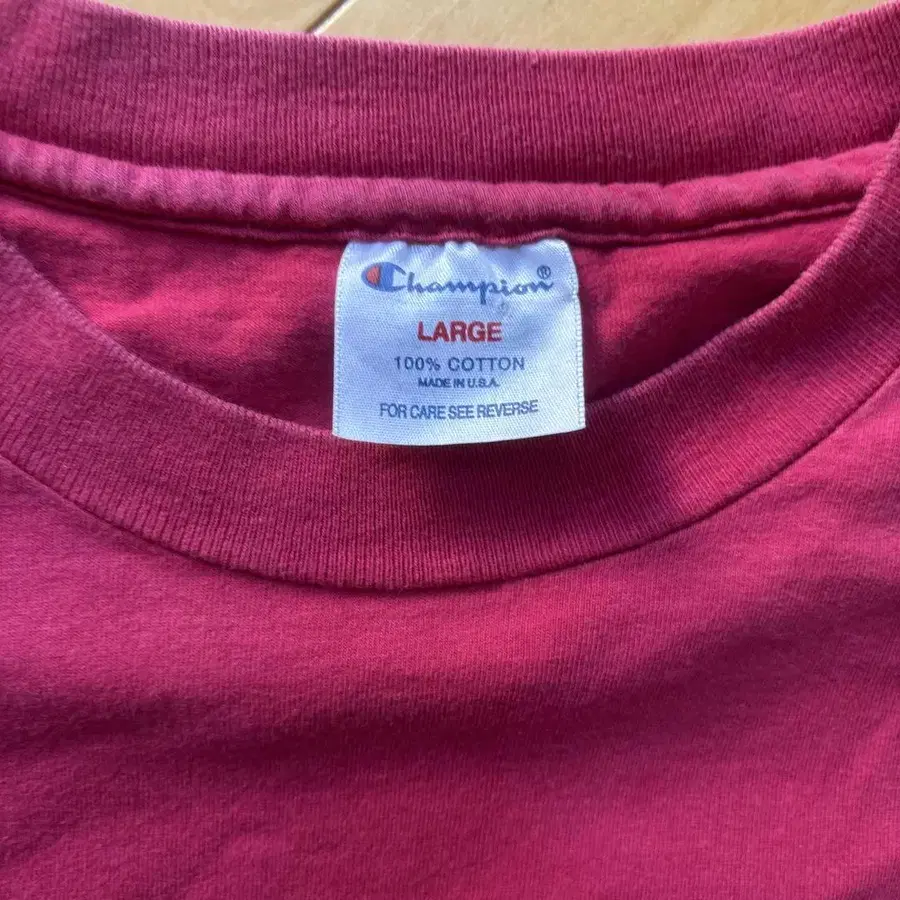 Champion®
LARGE
100% COTTON
MADE IN U.S.A.
FOR CARE SEE REVERSE